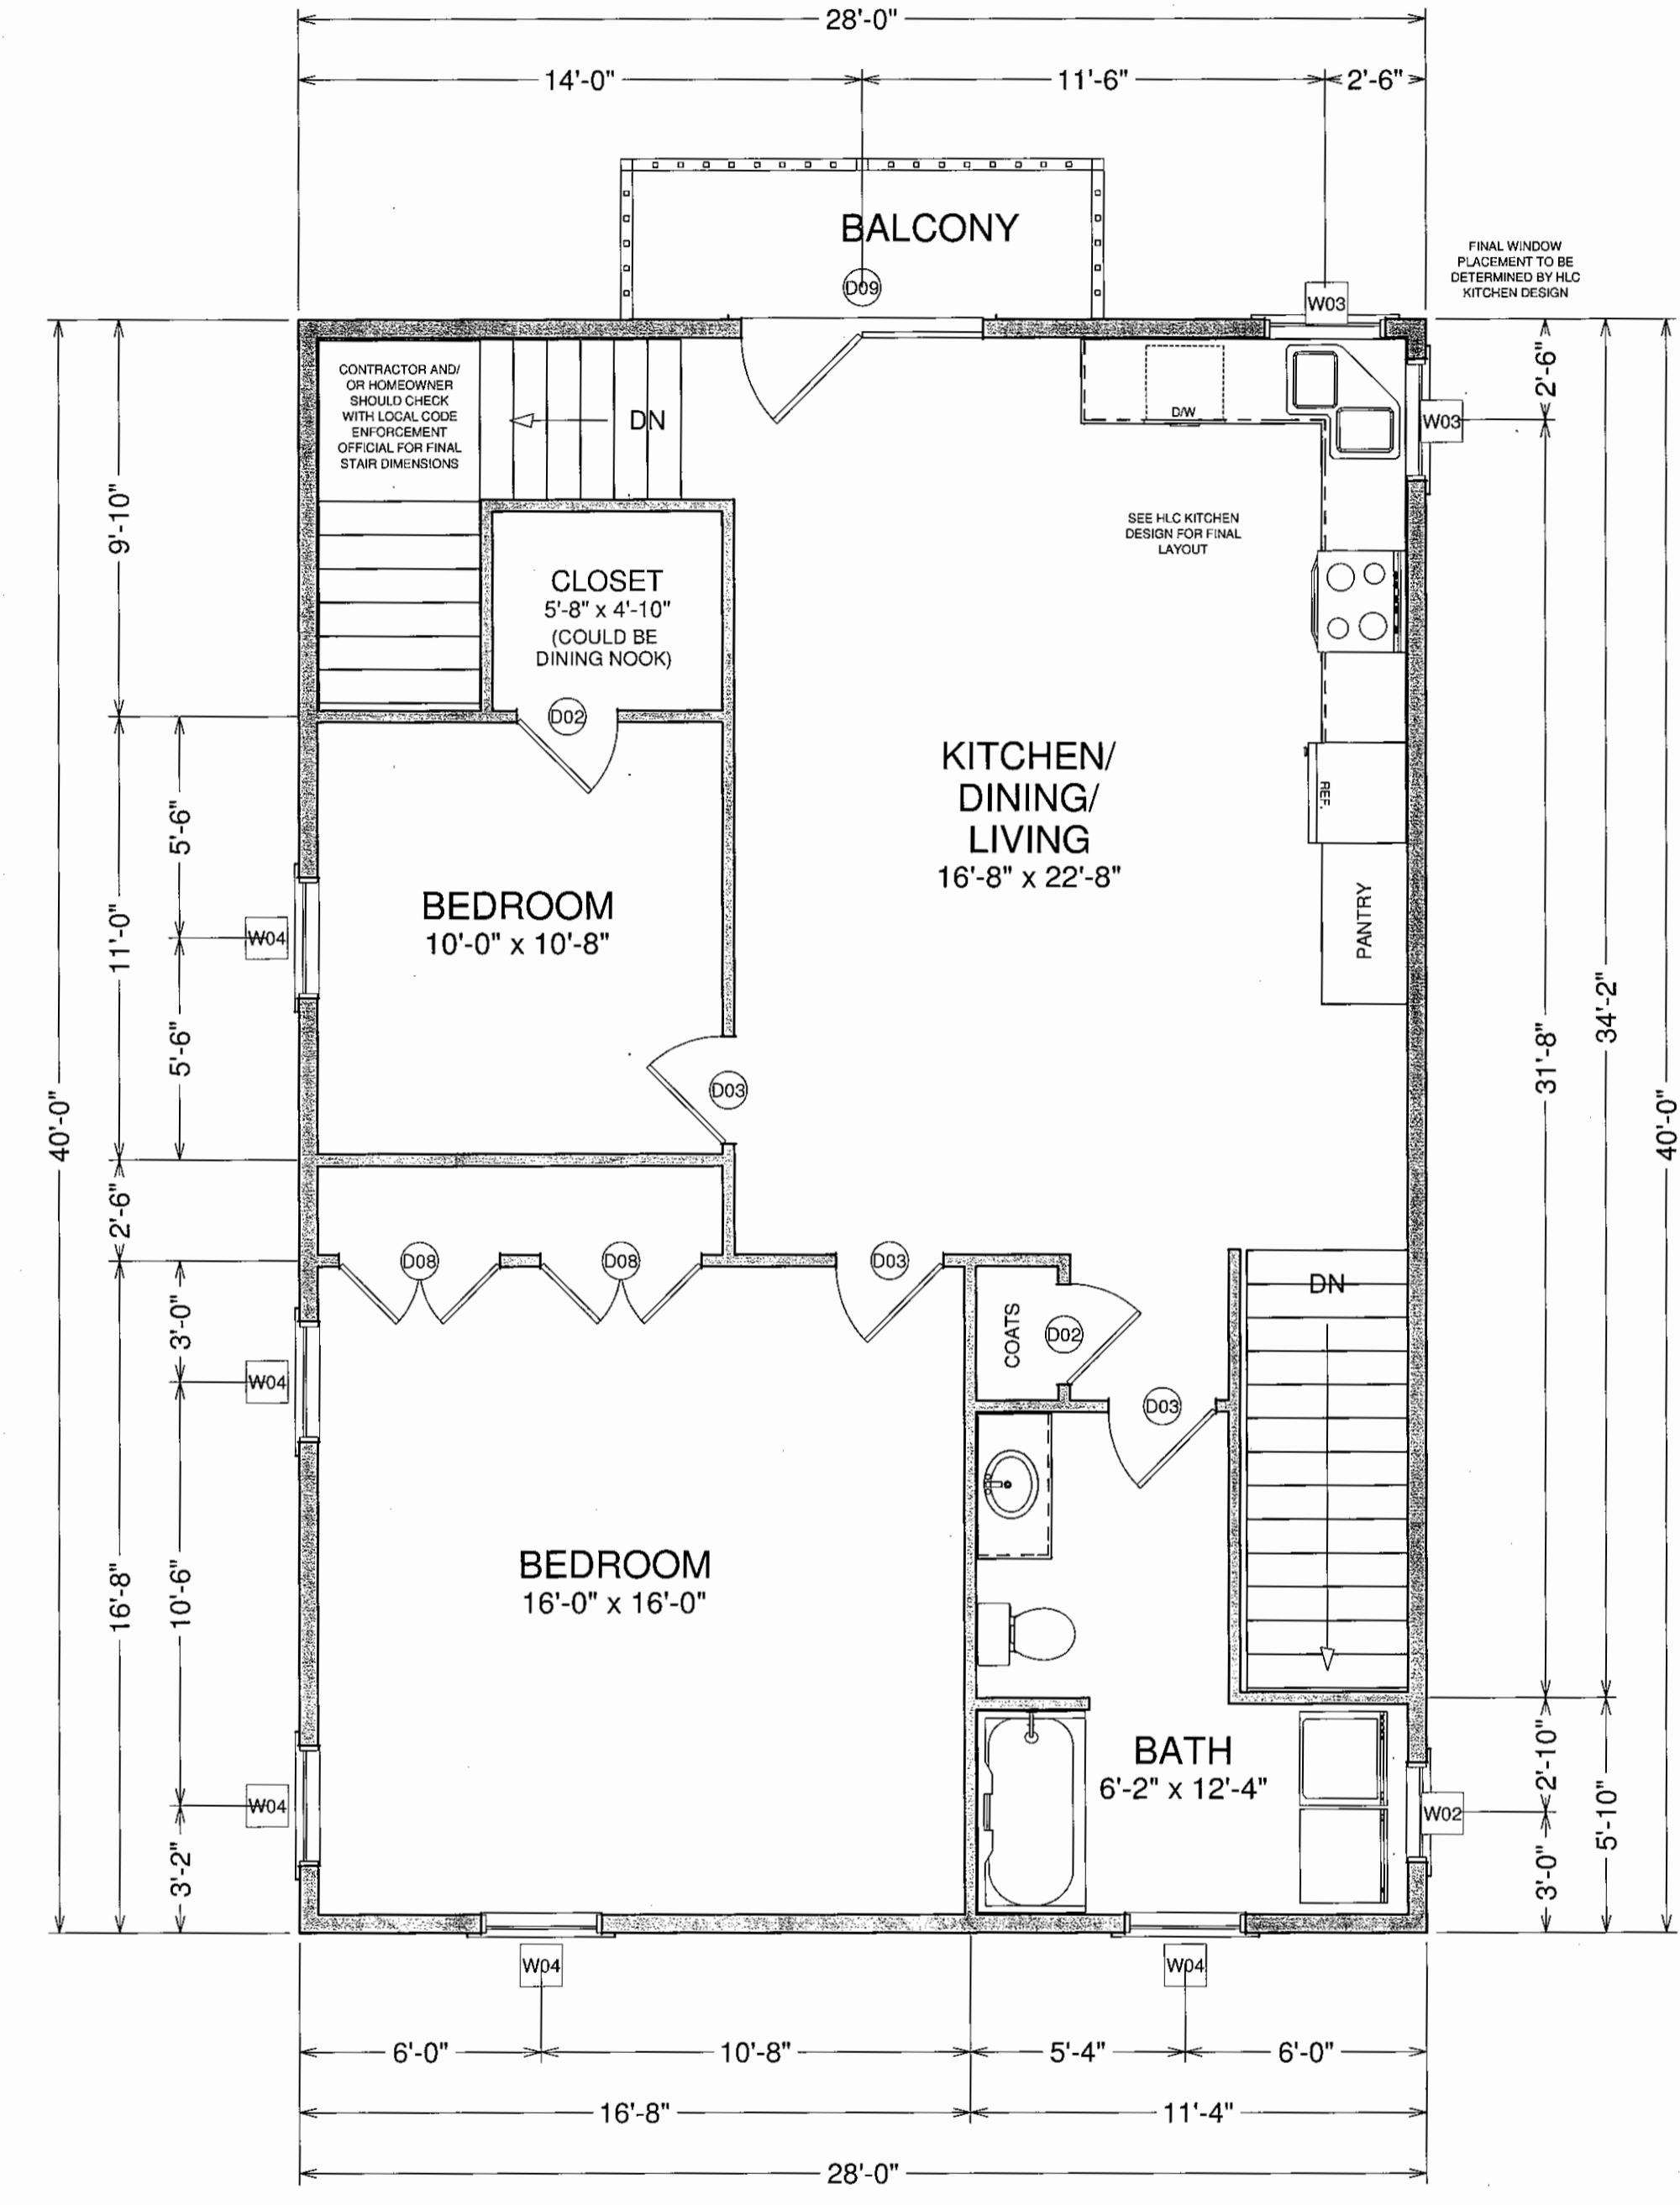 28'-0"
14'-0"
11'-6"
2'-6"
BALCONY
D09
W03
FINAL WINDOW
PLACEMENT TO BE
DETERMINED BY HLC
KITCHEN DESIGN
CONTRACTOR AND/
OR HOMEOWNER
SHOULD CHECK
WITH LOCAL CODE
ENFORCEMENT
OFFICIAL FOR FINAL
STAIR DIMENSIONS
DN
D/W
W03
2'-6"
9'-10"
SEE HLC KITCHEN
DESIGN FOR FINAL
LAYOUT
CLOSET
5'-8" x 4'-10"
(COULD BE
DINING NOOK)
D02
KITCHEN/
DINING/
LIVING
16'-8" x 22'-8"
REF.
PANTRY
5'-6"
11'-0"
BEDROOM
10'-0" x 10'-8"
W04
5'-6"
D03
40'-0"
31'-8"
34'-2"
40'-0"
2'-6"
D08
D08
D03
DN
3'-0"
COATS
D02
W04
D03
16'-8"
10'-6"
BEDROOM
16'-0" x 16'-0"
BATH
6'-2" x 12'-4"
W04
W02
2'-10"
5'-10"
3'-2"
3'-0"
W04
W04
6'-0"
10'-8"
5'-4"
6'-0"
16'-8"
11'-4"
28'-0"